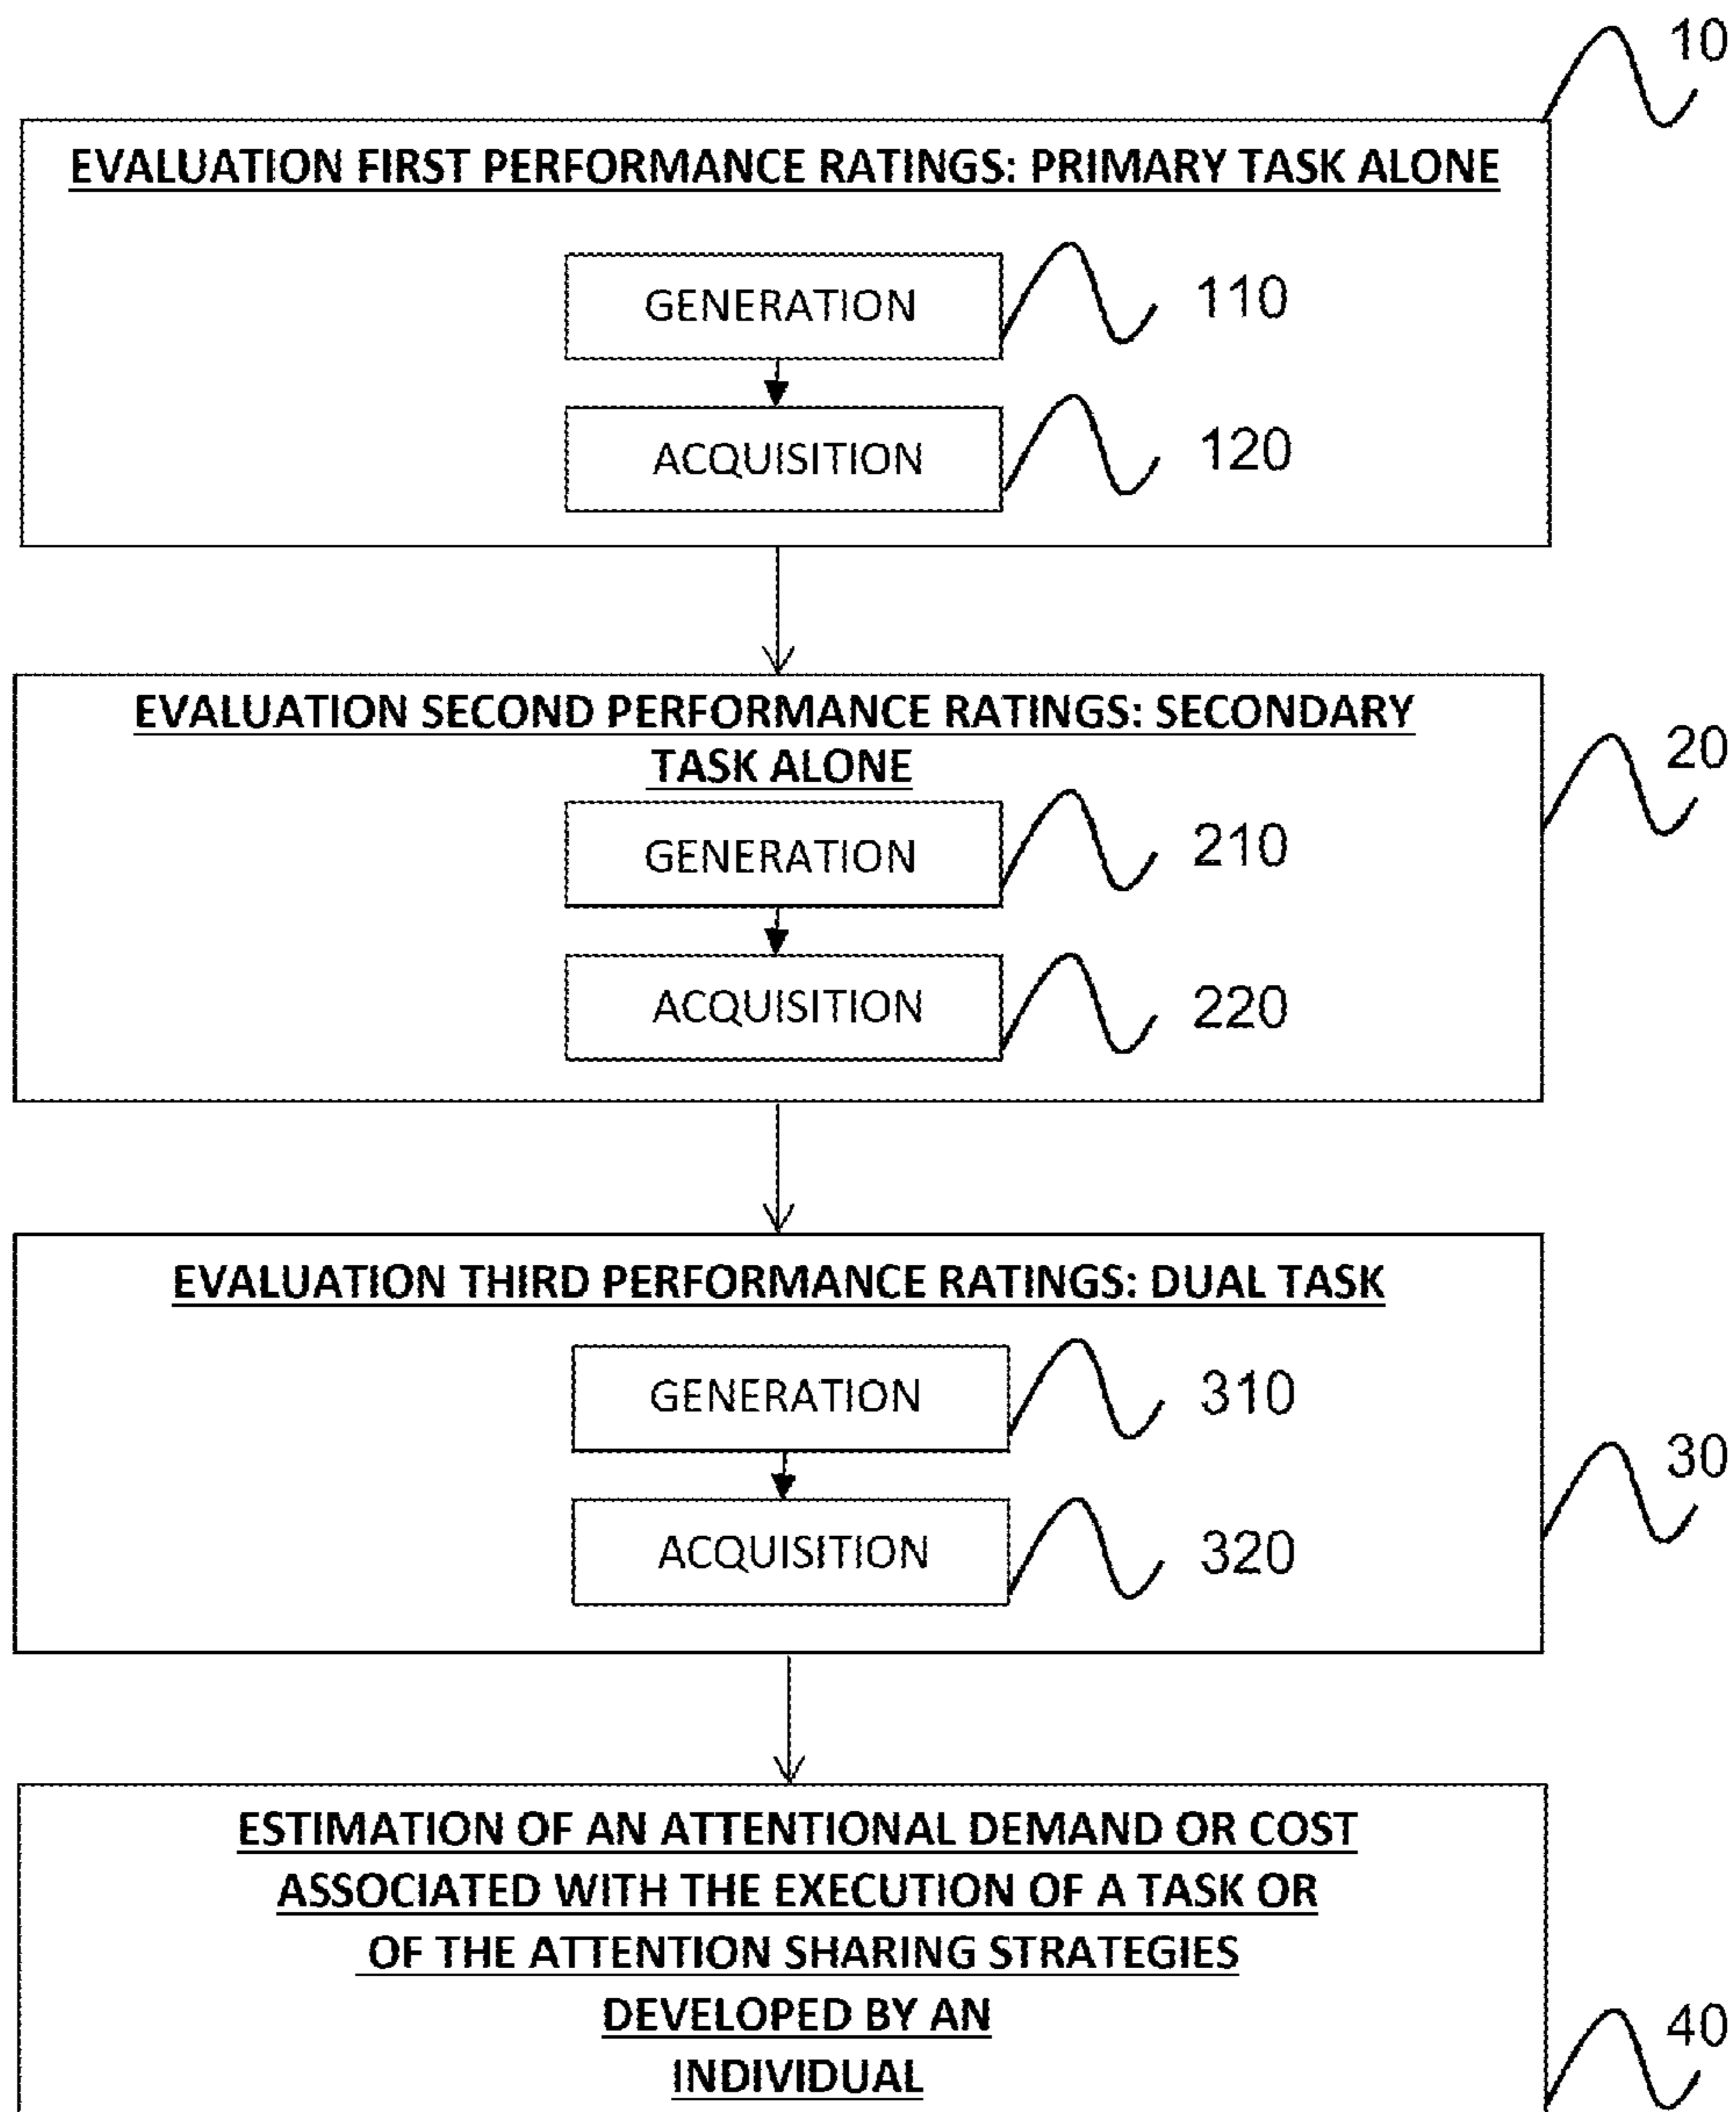 10
EVALUATION FIRST PERFORMANCE RATINGS: PRIMARY TASK ALONE
GENERATION
110
ACQUISITION
120
EVALUATION SECOND PERFORMANCE RATINGS: SECONDARY
TASK ALONE
20
GENERATION
210
ACQUISITION
220
EVALUATION THIRD PERFORMANCE RATINGS: DUAL TASK
GENERATION
310
30
ACQUISITION
320
ESTIMATION OF AN ATTENTIONAL DEMAND OR COST
ASSOCIATED WITH THE EXECUTION OF A TASK OR
OF THE ATTENTION SHARING STRATEGIES
DEVELOPED BY AN
40
INDIVIDUAL